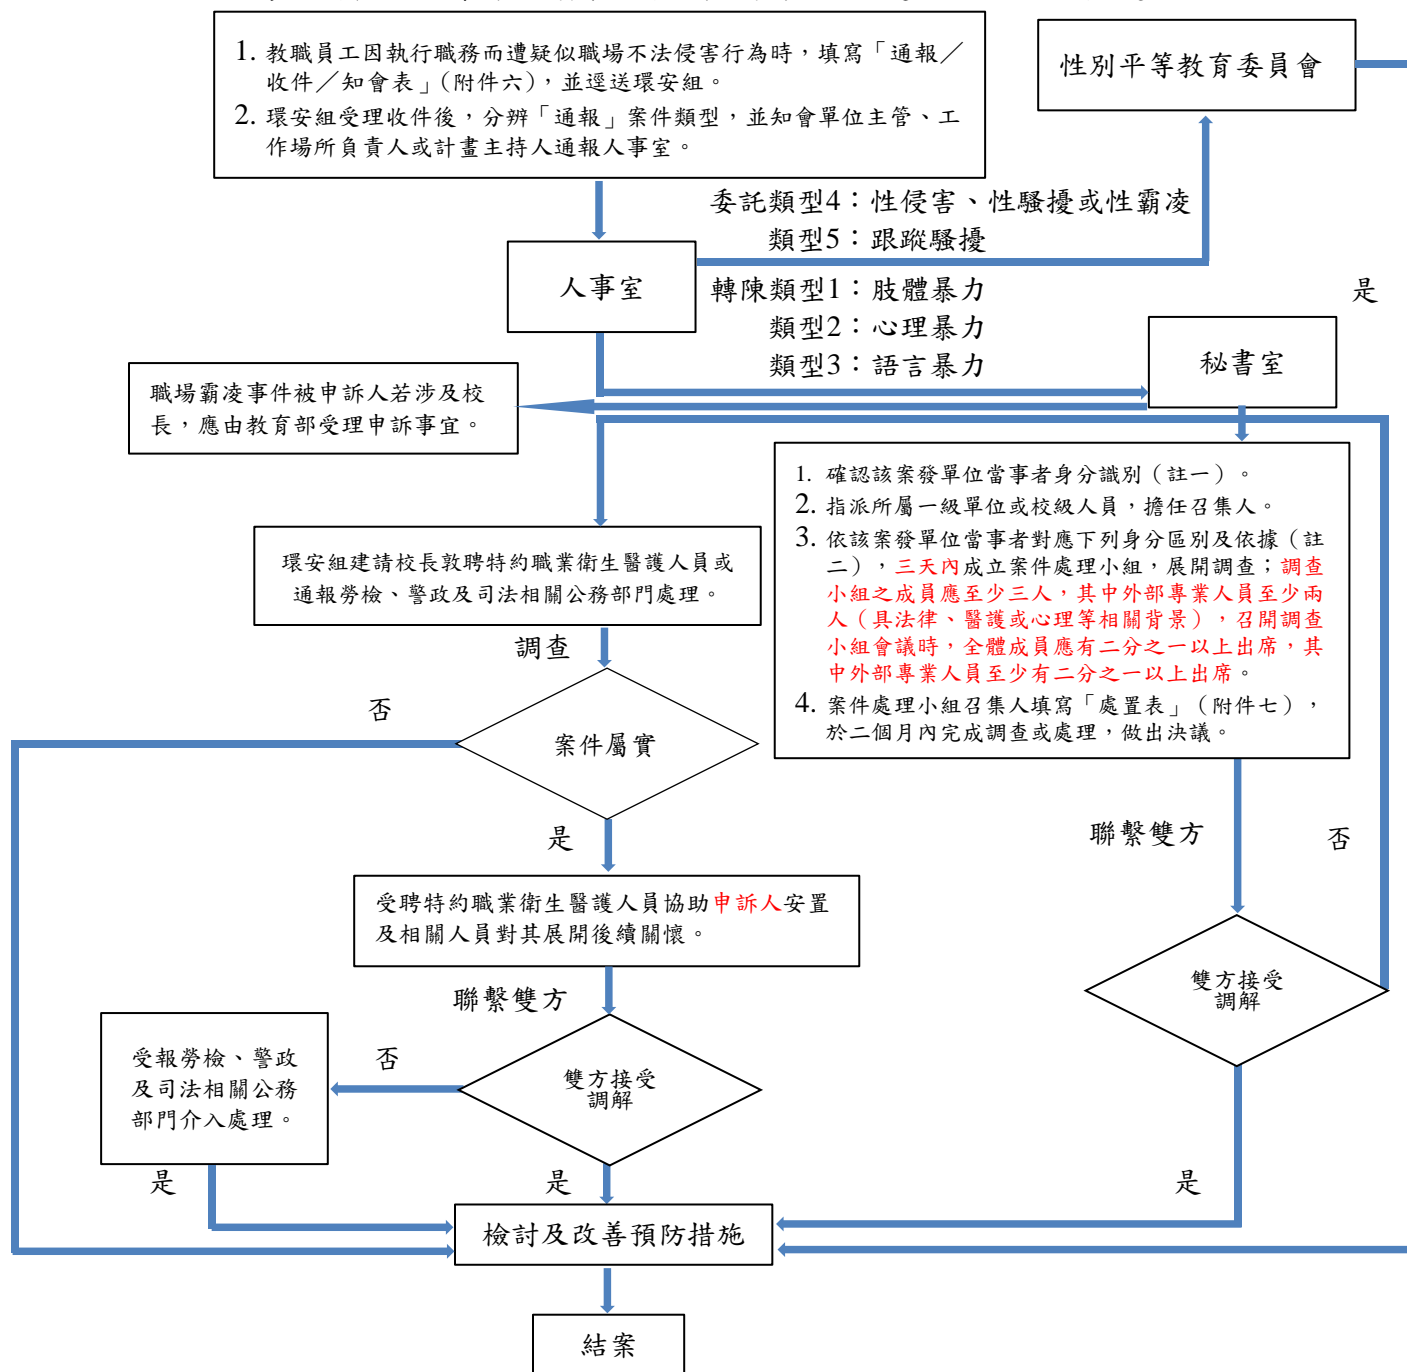 1. 教職員工因執行職務而遭疑似職場不法侵害行為時，填寫「通報／
收件／知會表」(附件六)，並逕送環安組。
2. 環安組受理收件後，分辨「通報」案件類型，並知會單位主管、工
作場所負責人或計畫主持人通報人事室。
性別平等教育委員會
委託類型4：性侵害、性騷擾或性霸凌
類型5：跟蹤騷擾
人事室
轉陳類型1：肢體暴力
類型2：心理暴力
類型3：語言暴力
是
秘書室
職場霸凌事件被申訴人若涉及校
長，應由教育部受理申訴事宜。
1. 確認該案發單位當事者身分識別（註一）。
2. 指派所屬一級單位或校級人員，擔任召集人。
3. 依該案發單位當事者對應下列身分區別及依據（註
二），三天內成立案件處理小組，展開調查；調查
小組之成員應至少三人，其中外部專業人員至少兩
人（具法律、醫護或心理等相關背景），召開調查
小組會議時，全體成員應有二分之一以上出席，其
中外部專業人員至少有二分之一以上出席。
4. 案件處理小組召集人填寫「處置表」（附件七），
於二個月內完成調查或處理，做出決議。
環安組建請校長敦聘特約職業衛生醫護人員或
通報勞檢、警政及司法相關公務部門處理。
調查
否
案件屬實
是
聯繫雙方
否
受聘特約職業衛生醫護人員協助申訴人安置
及相關人員對其展開後續關懷。
聯繫雙方
雙方接受
調解
受報勞檢、警政
及司法相關公務
部門介入處理。
否
雙方接受
調解
是
是
是
檢討及改善預防措施
結案